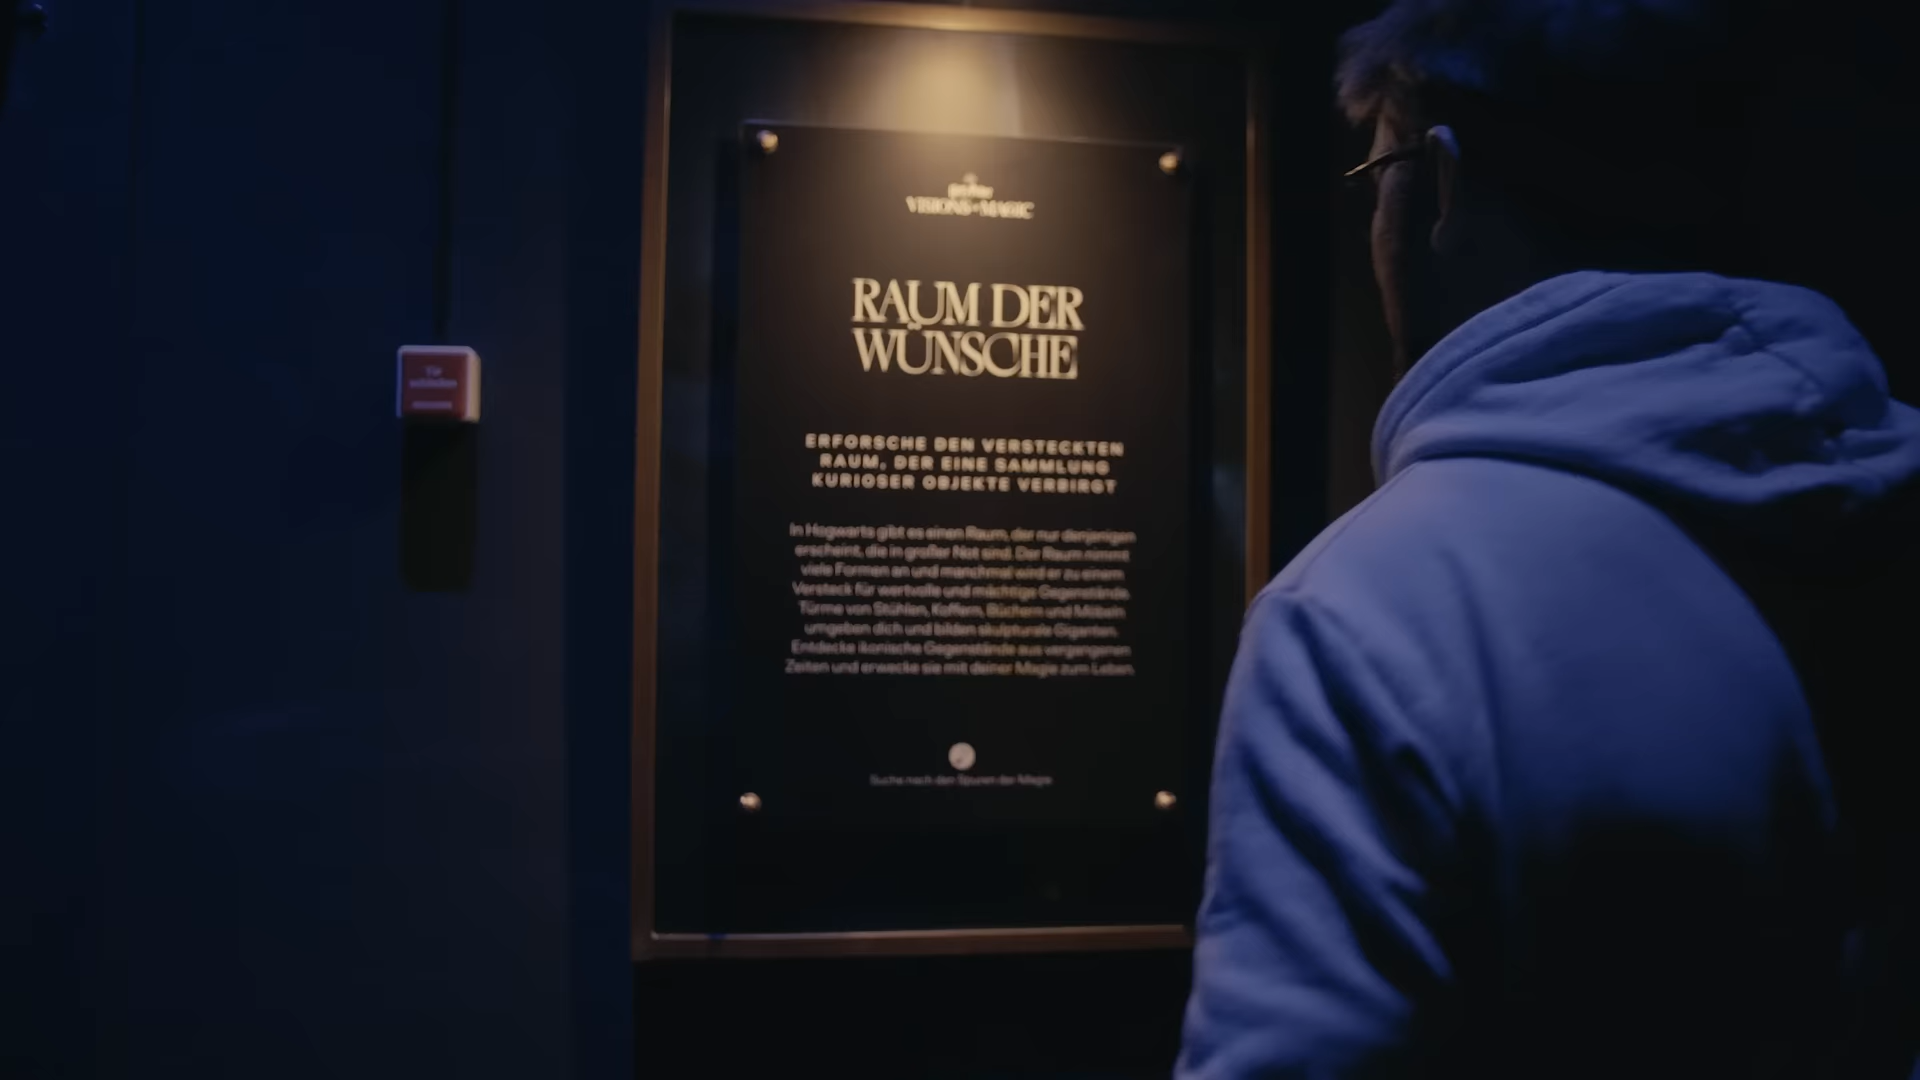 VISIONS OF MAGIC
RAUM DER
WÜNSCHE
ERFORSCHE DEN VERSTECKTEN
RAUM, DER EINE SAMMLUNG
KURIOSER OBJEKTE VERBIRGT
In Hogwarts gibt es einen Raum, der nur denjenigen
erscheint, die in großer Not sind. Der Raum nimmt
viele Formen an und manchmal wird er zu einem
Versteck für wertvolle und mächtige Gegenstände.
Türme von Stühlen, Koffern, Büchern und Möbeln
umgeben dich und bilden skulpturale Giganten.
Entdecke ikonische Gegenstände aus vergangenen
Zeiten und erwecke sie mit deiner Magie zum Leben.
Suche nach den Spuren der Magie
Tür
schließen